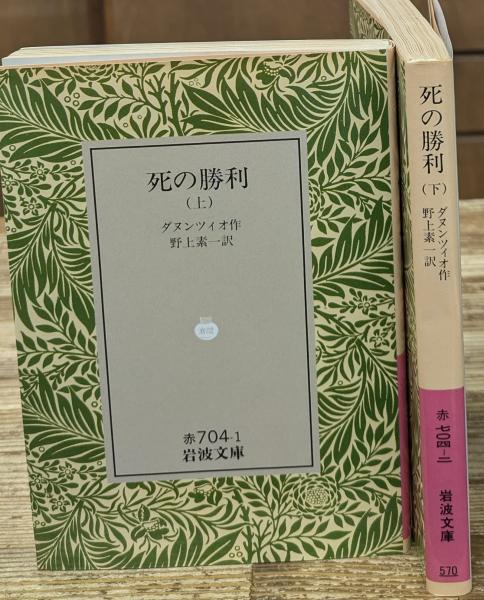 死の勝利
(上)
ダヌンツィオ作
野上素一訳
赤704-1
岩波文庫
死の勝利(下)
ダヌンツィオ作
野上素一訳
赤 七〇四-二
岩波文庫
570